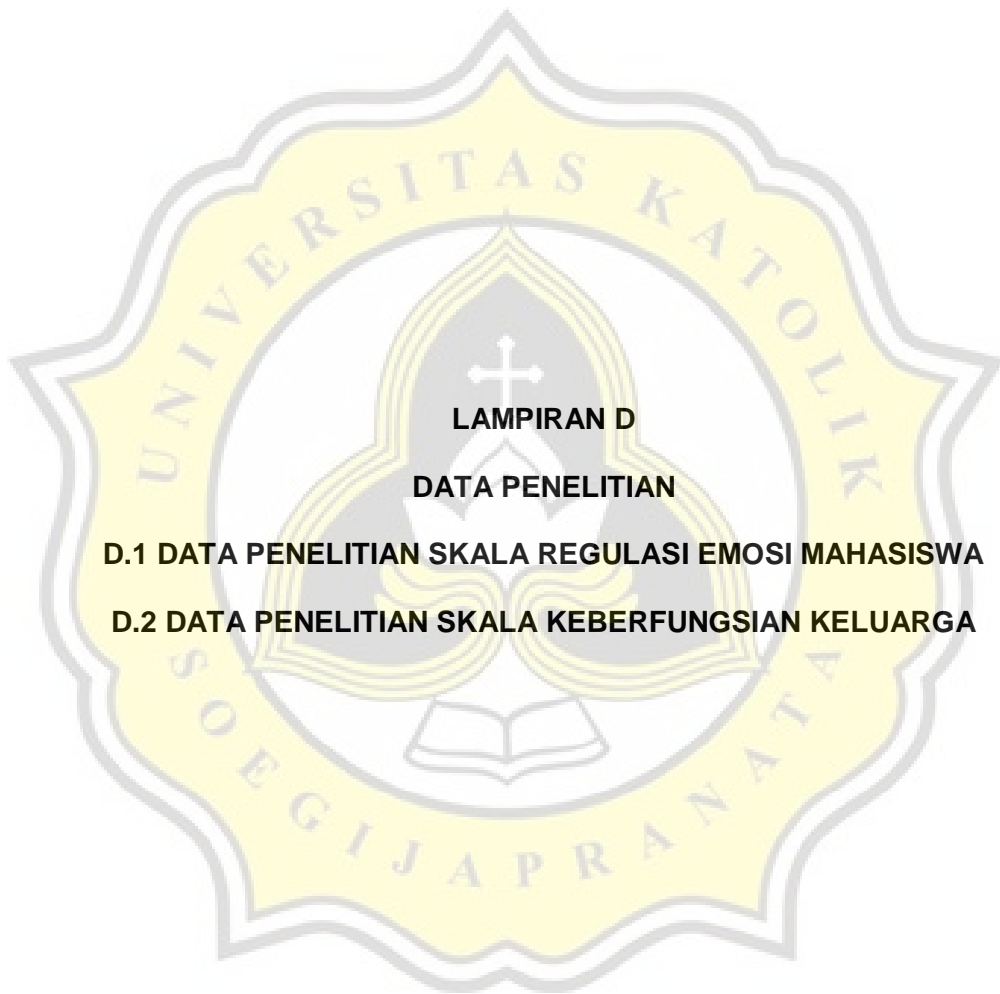 UNIVERSITAS KATOLIK
LAMPIRAN D
DATA PENELITIAN
D.1 DATA PENELITIAN SKALA REGULASI EMOSI MAHASISWA
D.2 DATA PENELITIAN SKALA KEBERFUNGSIAN KELUARGA
SOEGIJAPRANATA